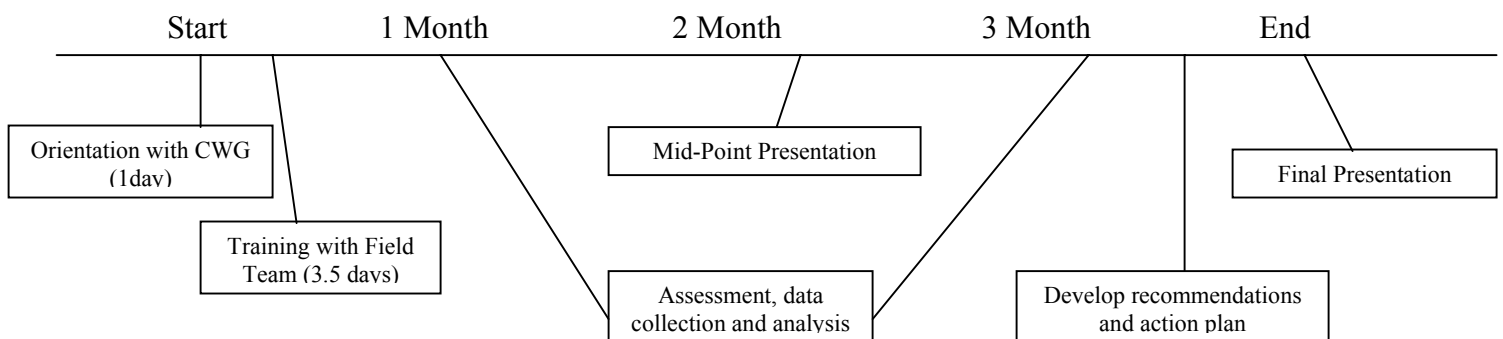 Start 1 Month 2 Month 3 Month End
Orientation with CWG
(1day)
Mid-Point Presentation
Final Presentation
Training with Field
Team (3.5 days)
Assessment, data
collection and analysis
Develop recommendations
and action plan